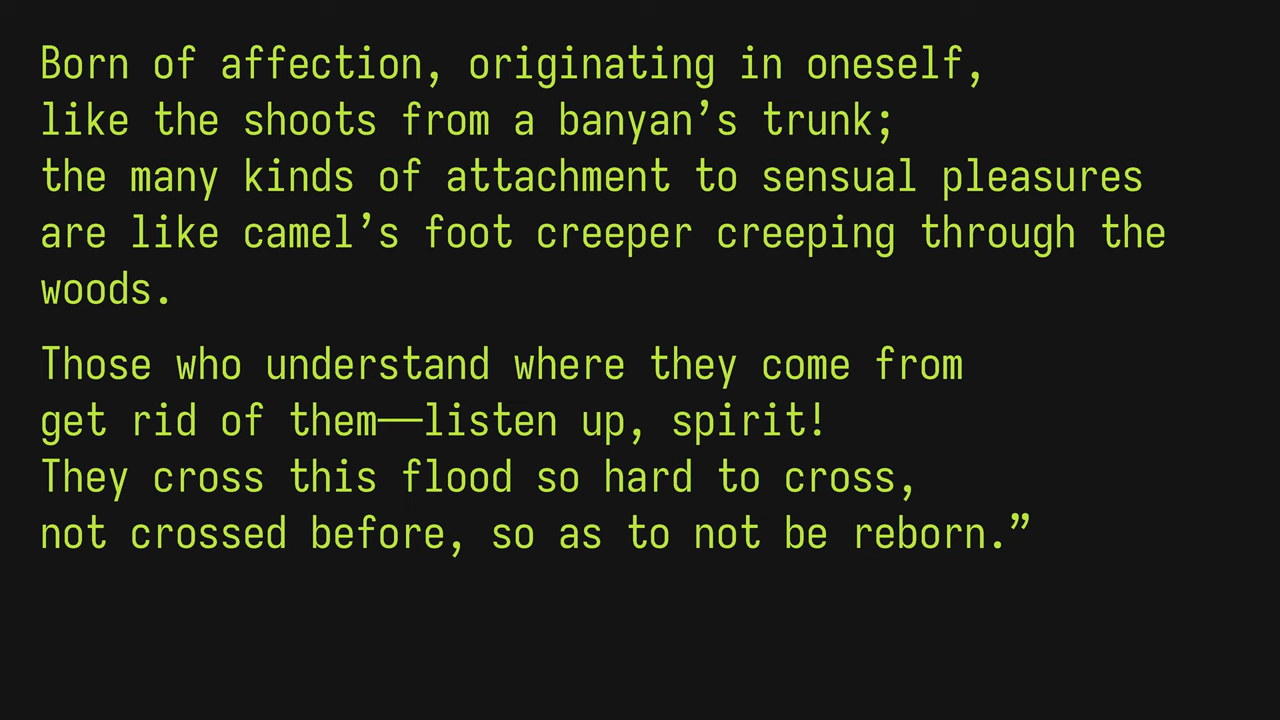 Born of affection, originating in oneself,
like the shoots from a banyan’s trunk;
the many kinds of attachment to sensual pleasures
are like camel’s foot creeper creeping through the
woods.
Those who understand where they come from
get rid of them—listen up, spirit!
They cross this flood so hard to cross,
not crossed before, so as to not be reborn.”